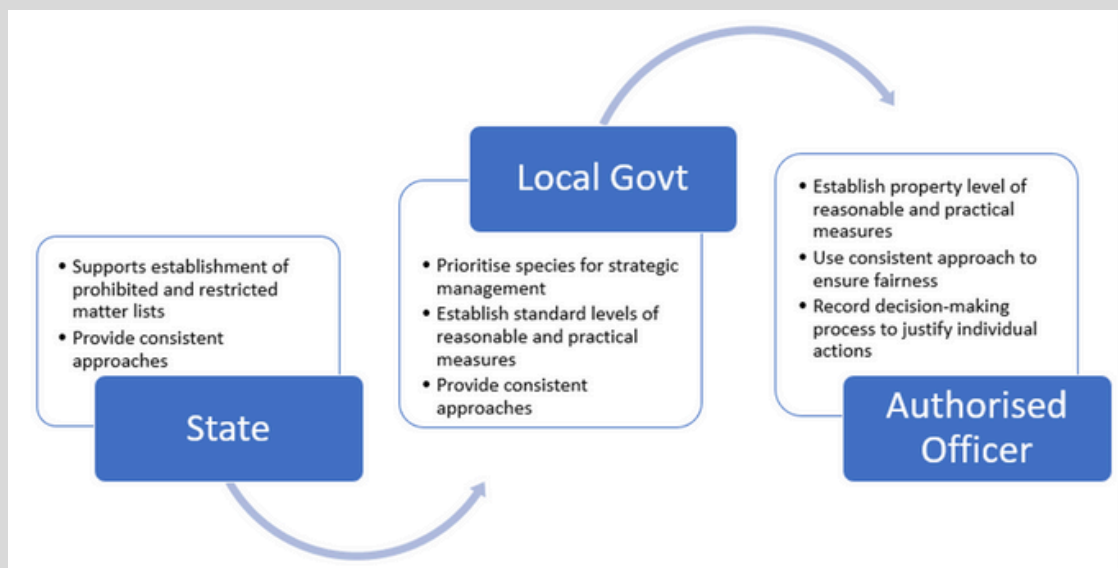 • Supports establishment of
prohibited and restricted
matter lists
• Provide consistent
approaches
State
Local Govt
• Prioritise species for strategic
management
• Establish standard levels of
reasonable and practical
measures
• Provide consistent
approaches
• Establish property level of
reasonable and practical
measures
• Use consistent approach to
ensure fairness
• Record decision-making
process to justify individual
actions
Authorised
Officer